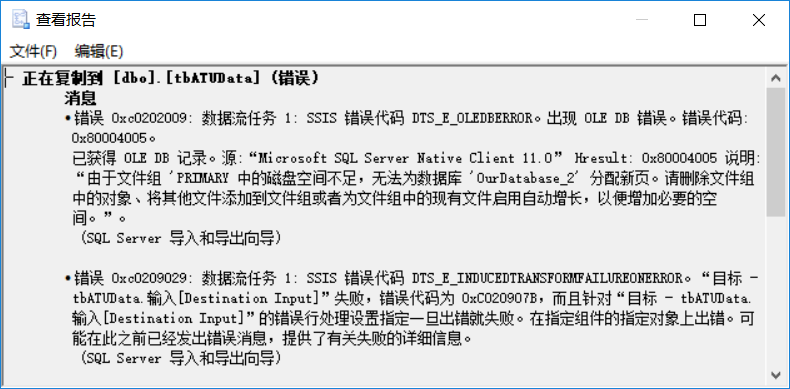 查看报告
文件(F) 编辑(E)
正在复制到 [dbo].[tbATUData] (错误)
消息
•错误 0xc0202009: 数据流任务 1: SSIS 错误代码 DTS_E_OLEDBERROR。出现 OLE DB 错误。错误代码:
0x80004005。
已获得 OLE DB 记录。源:“Microsoft SQL Server Native Client 11.0” Hresult: 0x80004005 说明:
“由于文件组 'PRIMARY 中的磁盘空间不足，无法为数据库 'OurDatabase_2' 分配新页。请删除文件组
中的对象、将其他文件添加到文件组或者为文件组中的现有文件启用自动增长，以便增加必要的空
间。”。
(SQL Server 导入和导出向导)
•错误 0xc0209029: 数据流任务 1: SSIS 错误代码 DTS_E_INDUCEDTRANSFORMFAILUREONERROR。“目标 -
tbATUData.输入[Destination Input]”失败，错误代码为 0xC020907B，而且针对“目标 - tbATUData.
输入[Destination Input]”的错误行处理设置指定一旦出错就失败。在指定组件的指定对象上出错。可
能在此之前已经发出错误消息，提供了有关失败的详细信息。
(SQL Server 导入和导出向导)